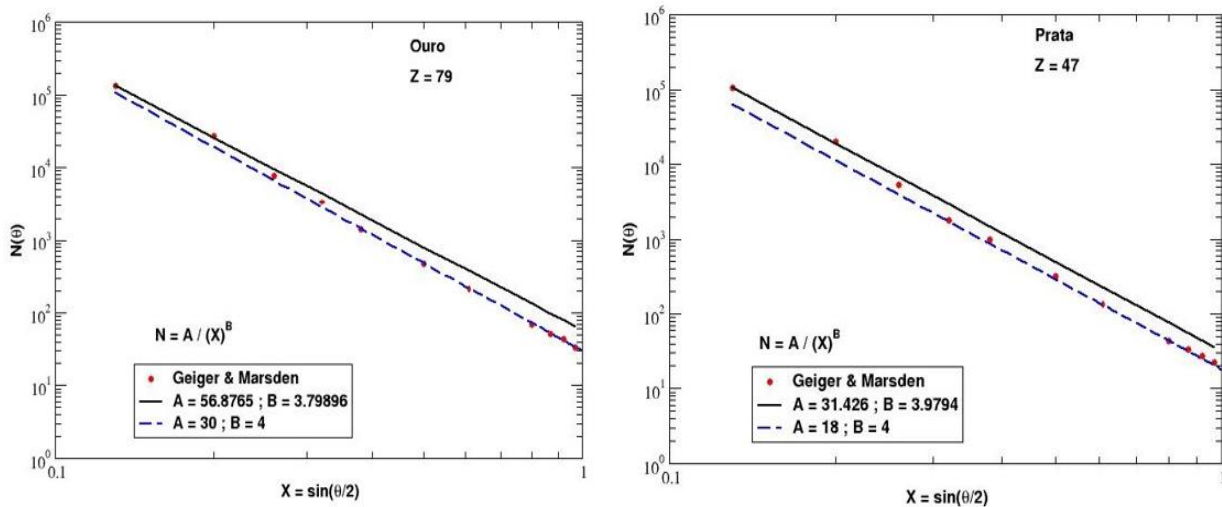 Ouro
Z = 79
N(θ)
10^6
10^5
10^4
10^3
10^2
10^1
10^0
N = A / (X)^B
Geiger & Marsden
A = 56.8765 ; B = 3.79896
A = 30 ; B = 4
0.1
1
X = sin(θ/2)
Prata
Z = 47
N(θ)
10^6
10^5
10^4
10^3
10^2
10^1
10^0
N = A / (X)^B
Geiger & Marsden
A = 31.426 ; B = 3.9794
A = 18 ; B = 4
0.1
1
X = sin(θ/2)